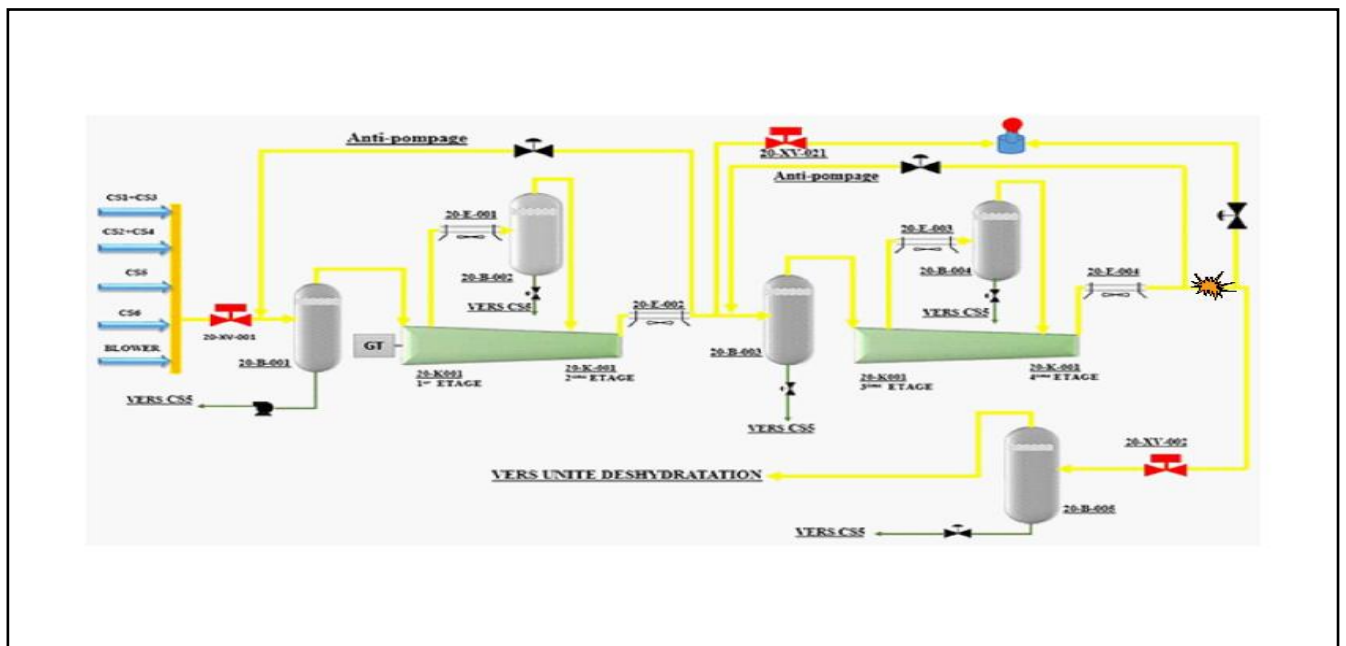 Anti-pompage
20-XV-021
Anti-pompage
CS1+CS3
CS2+CS4
CS5
CS6
BLOWER
20-XV-001
20-E-001
20-B-002
VERS CS5
20-B-001
VERS CS5
GT
20-K001
1er ETAGE
20-K-001
2ème ETAGE
20-E-002
20-B-003
VERS CS5
20-E-003
20-B-004
VERS CS5
20-E-004
20-K001
3ème ETAGE
20-K-001
4ème ETAGE
20-XV-002
VERS UNITE DESHYDRATATION
20-B-005
VERS CS5